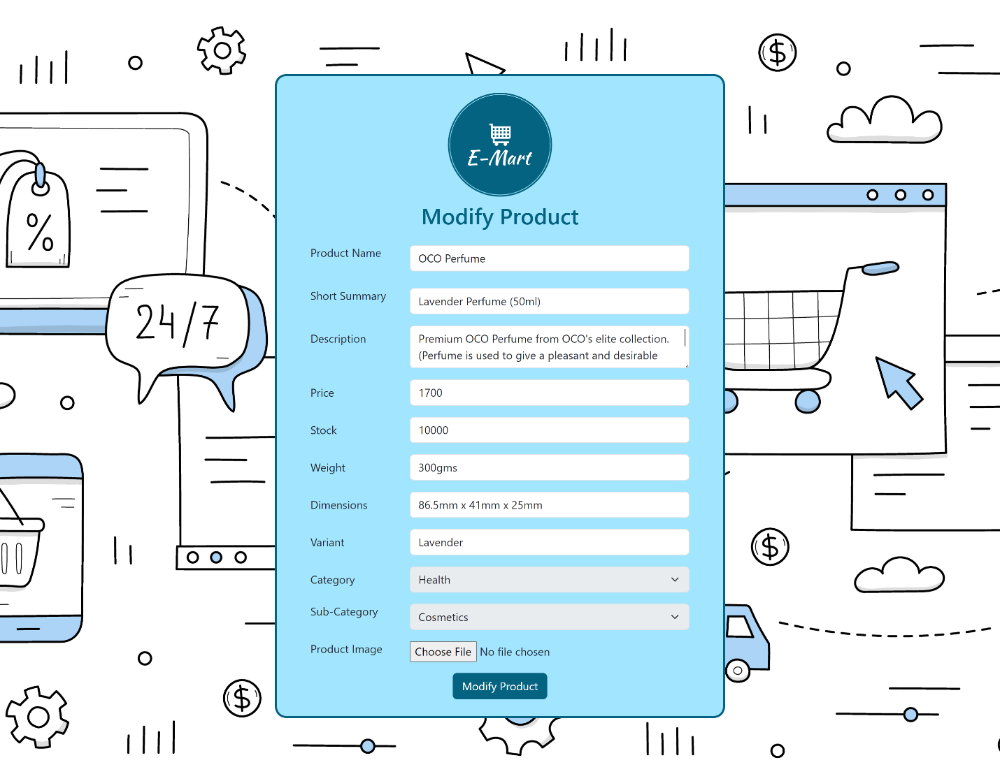 %
24/7
$
E-Mart
Modify Product
Product Name
OCO Perfume
Short Summary
Lavender Perfume (50ml)
Description
Premium OCO Perfume from OCO's elite collection.
(Perfume is used to give a pleasant and desirable
Price
1700
Stock
10000
Weight
300gms
Dimensions
86.5mm x 41mm x 25mm
Variant
Lavender
Category
Health
Sub-Category
Cosmetics
Product Image
Choose File No file chosen
Modify Product
$
$